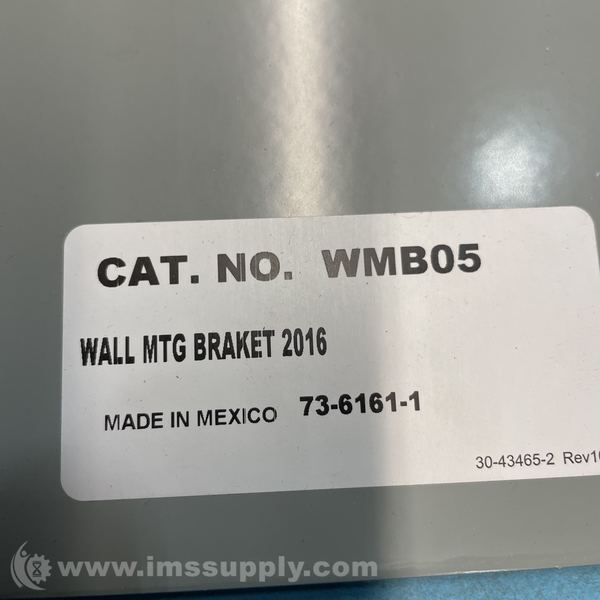 CAT. NO. WMB05
WALL MTG BRAKET 2016
MADE IN MEXICO 73-6161-1
30-43465-2
www.imssupply.com